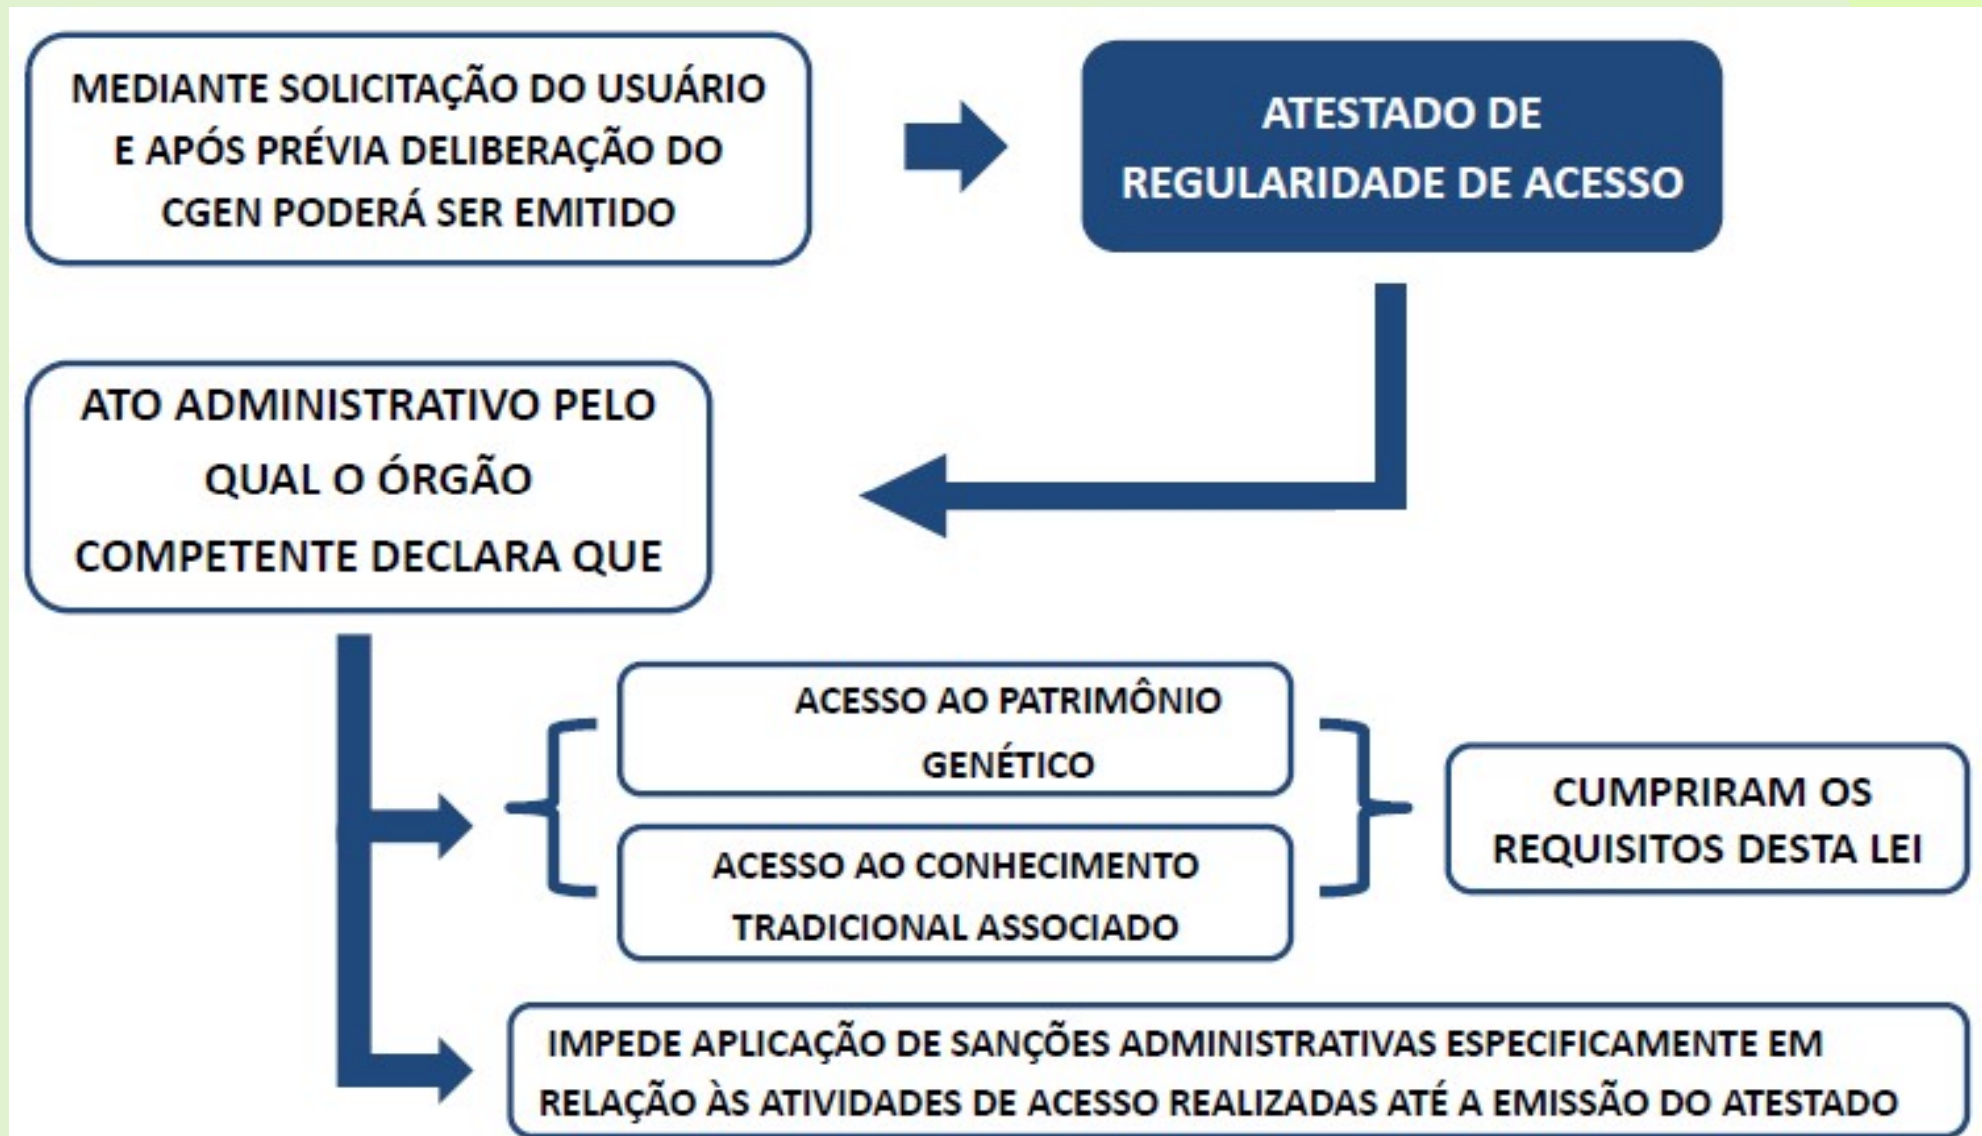 MEDIANTE SOLICITAÇÃO DO USUÁRIO
E APÓS PRÉVIA DELIBERAÇÃO DO
CGEN PODERÁ SER EMITIDO
ATESTADO DE
REGULARIDADE DE ACESSO
ATO ADMINISTRATIVO PELO
QUAL O ÓRGÃO
COMPETENTE DECLARA QUE
ACESSO AO PATRIMÔNIO
GENÉTICO
ACESSO AO CONHECIMENTO
TRADICIONAL ASSOCIADO
CUMPRIRAM OS
REQUISITOS DESTA LEI
IMPEDE APLICAÇÃO DE SANÇÕES ADMINISTRATIVAS ESPECIFICAMENTE EM
RELAÇÃO ÀS ATIVIDADES DE ACESSO REALIZADAS ATÉ A EMISSÃO DO ATESTADO